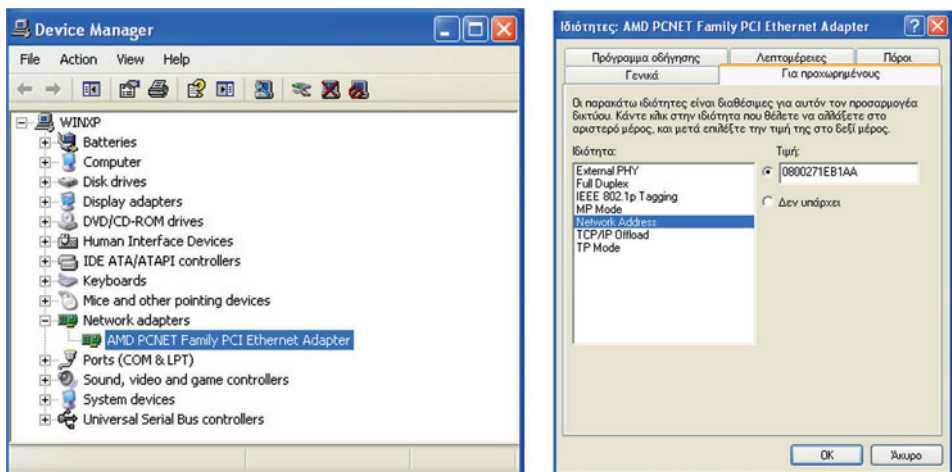 Device Manager
File Action View Help
WINXP
Batteries
Computer
Disk drives
Display adapters
DVD/CD-ROM drives
Human Interface Devices
IDE ATA/ATAPI controllers
Keyboards
Mice and other pointing devices
Network adapters
AMD PCNET Family PCI Ethernet Adapter
Ports (COM & LPT)
Sound, video and game controllers
System devices
Universal Serial Bus controllers
Ιδιότητες: AMD PCNET Family PCI Ethernet Adapter
Πρόγραμμα οδήγησης Λεπτομέρειες Πόροι
Γενικά Για προχωρημένους
Οι παρακάτω ιδιότητες είναι διαθέσιμες για αυτόν τον προσαρμογέα
δικτύου. Κάντε κλικ στην ιδιότητα που θέλετε να αλλάξετε στο
αριστερό μέρος, και μετά επιλέξτε την τιμή της στο δεξί μέρος.
Ιδιότητα: Τιμή:
External PHY
Full Duplex
IEEE 802.1p Tagging
MP Mode
Network Address
TCP/IP Offload
TP Mode
0800271EB1AA
Δεν υπάρχει
OK Άκυρο